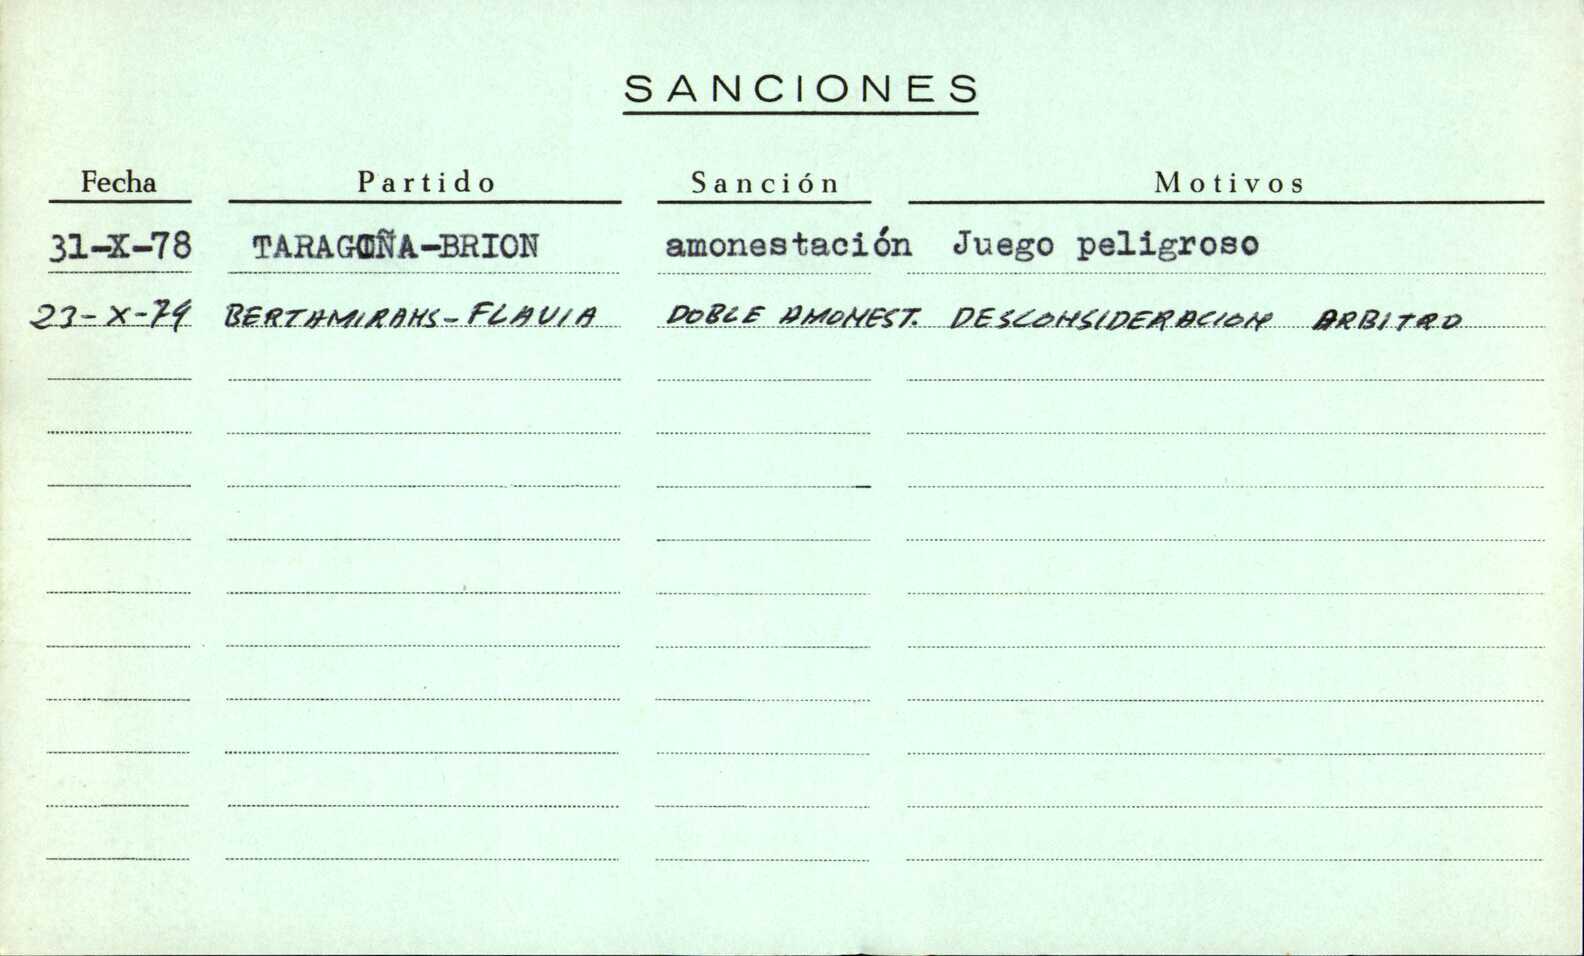 SANCIONES
Fecha Partido Sanción Motivos
31-X-78 TARAGOÑA-BRION amonestación Juego peligroso
23-X-79 BERTAMIRANS-FLAVIA DOBLE AMONEST. DESCONSIDERACION ARBITRO